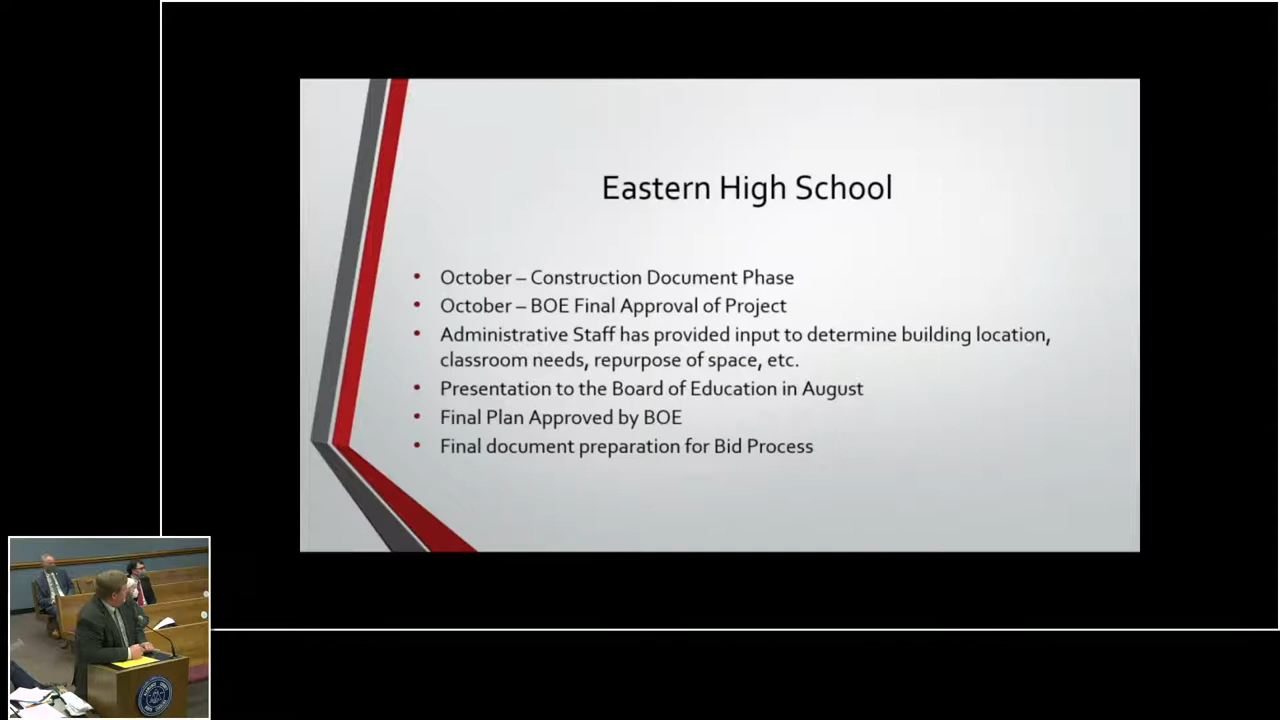 Eastern High School
• October – Construction Document Phase
• October – BOE Final Approval of Project
• Administrative Staff has provided input to determine building location,
classroom needs, repurpose of space, etc.
• Presentation to the Board of Education in August
• Final Plan Approved by BOE
• Final document preparation for Bid Process